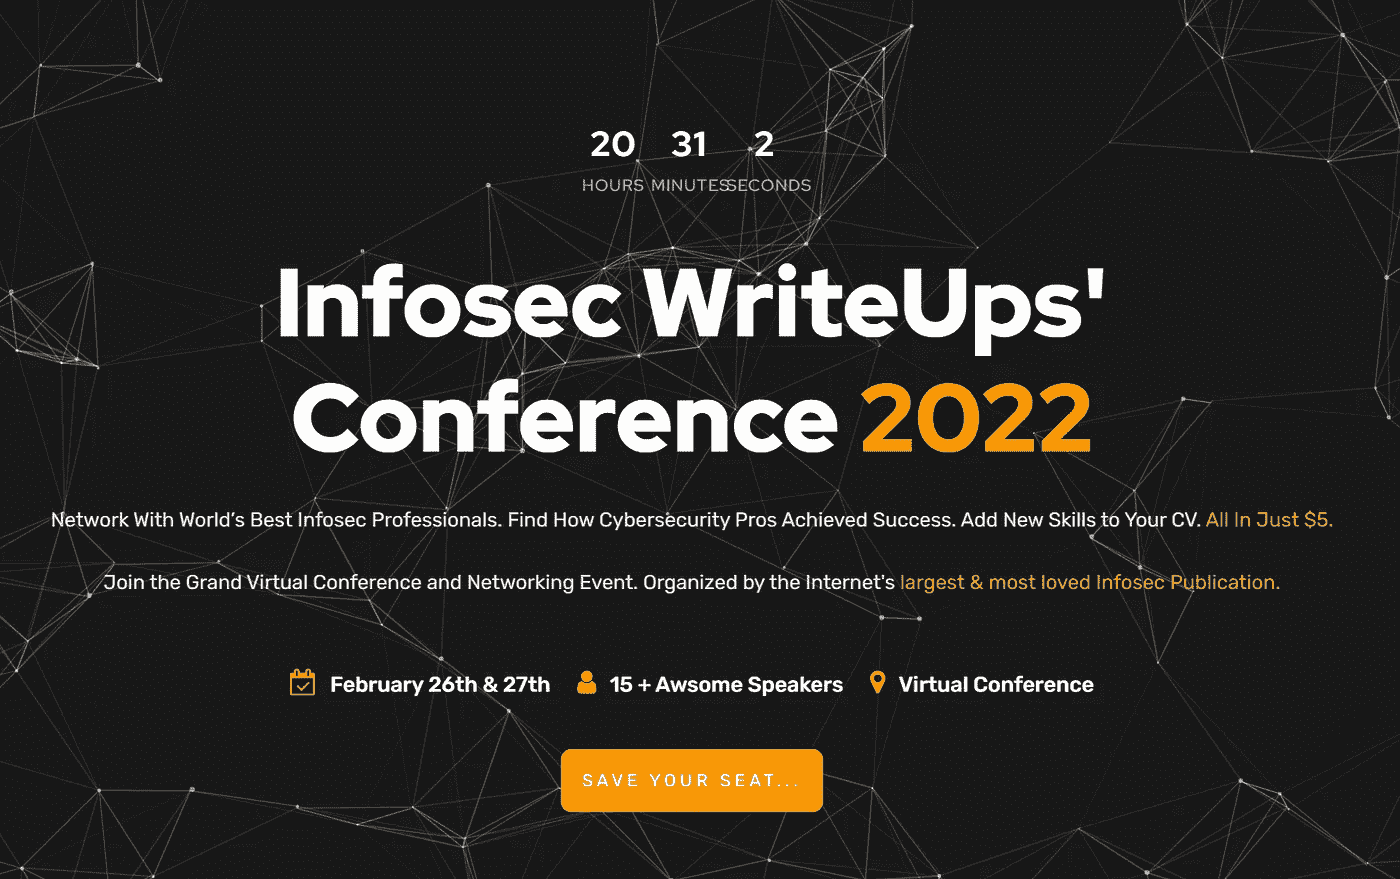 20 31 2
HOURS MINUTES SECONDS
Infosec WriteUps'
Conference 2022
Network With World’s Best Infosec Professionals. Find How Cybersecurity Pros Achieved Success. Add New Skills to Your CV. All In Just $5.
Join the Grand Virtual Conference and Networking Event. Organized by the Internet's largest & most loved Infosec Publication.
February 26th & 27th 15 + Awsome Speakers Virtual Conference
SAVE YOUR SEAT...